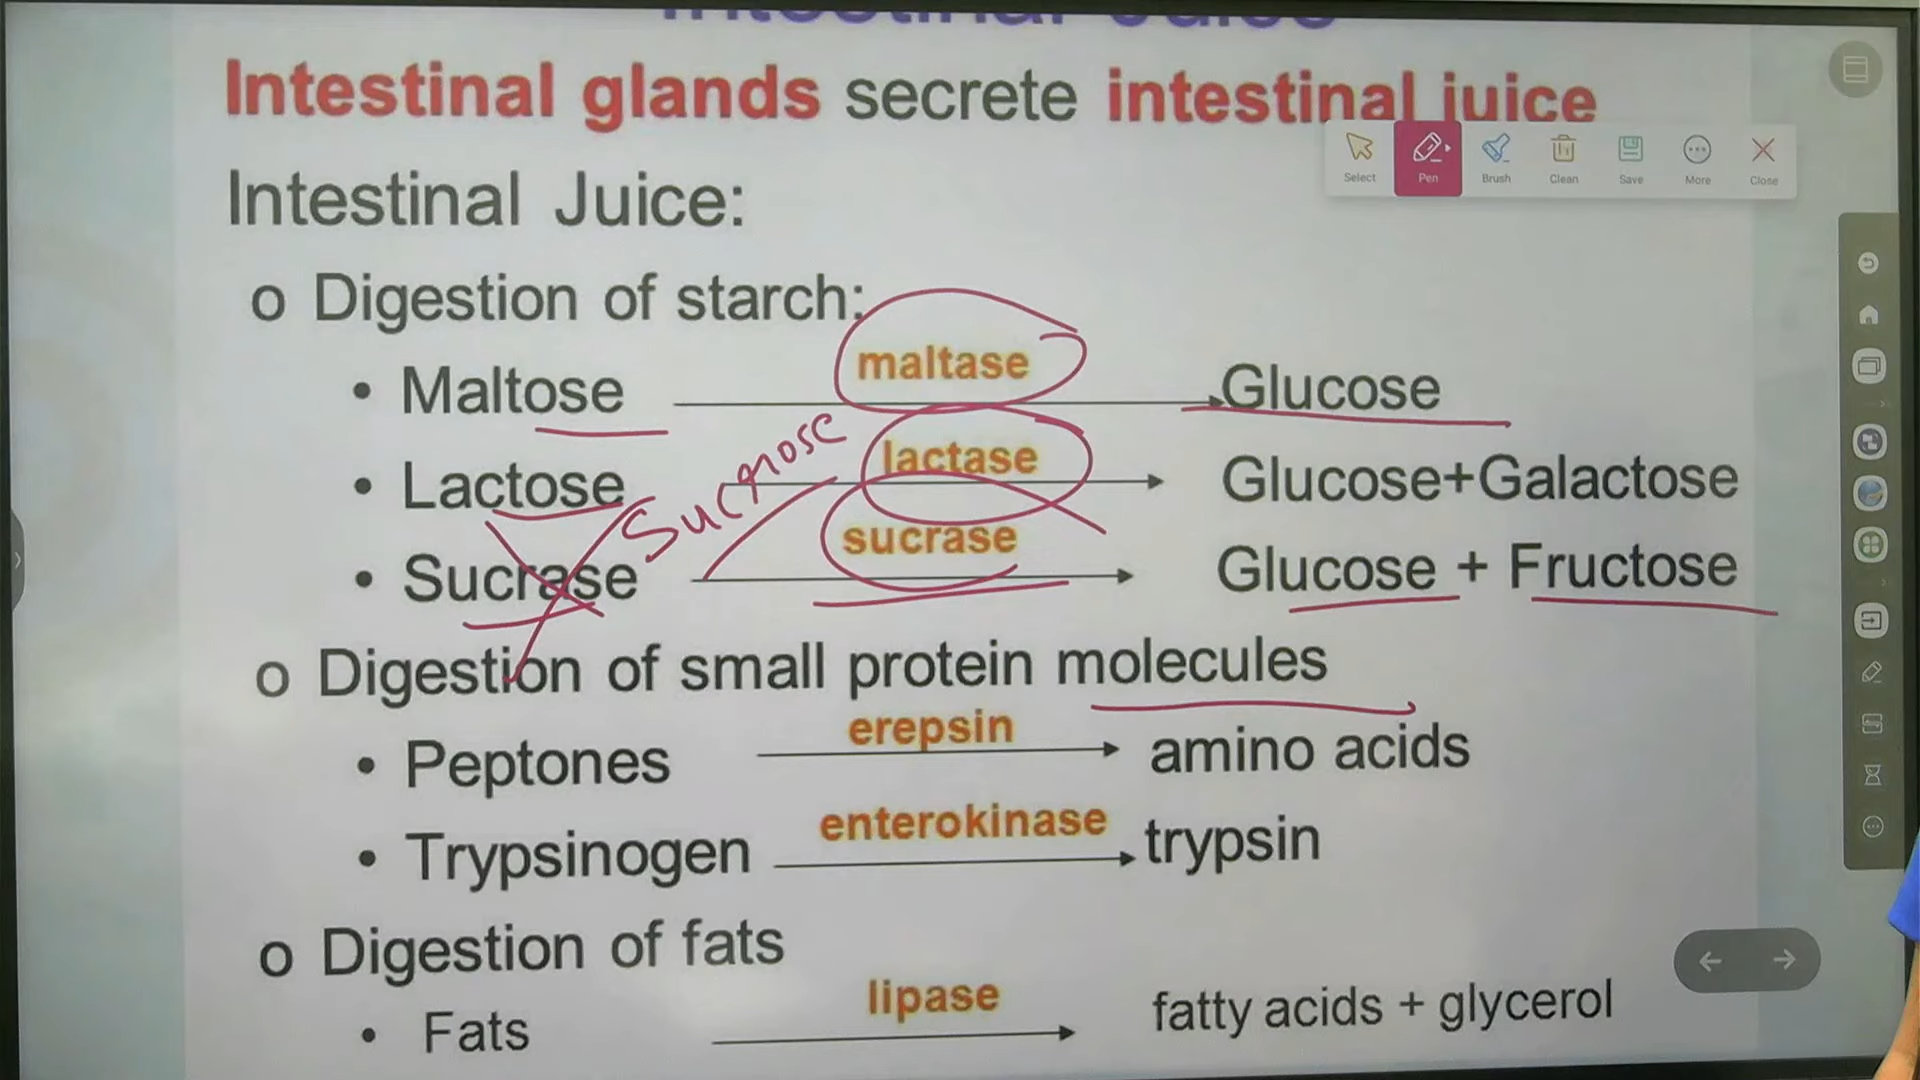 Intestinal Juice
Intestinal glands secrete intestinal juice
Select Pen Brush Clean Save More Close
Intestinal Juice:
o Digestion of starch:
• Maltose maltase Glucose
• Lactose lactase Glucose+Galactose
Sucrose
• Sucrase sucrase Glucose + Fructose
o Digestion of small protein molecules
• Peptones erepsin amino acids
• Trypsinogen enterokinase trypsin
o Digestion of fats
• Fats lipase fatty acids + glycerol